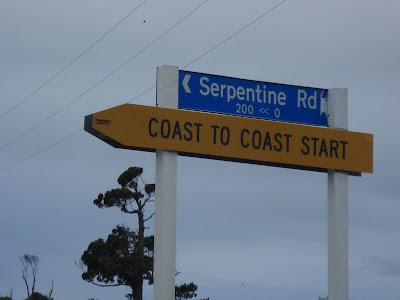 Serpentine Rd
200 << 0
COAST TO COAST START